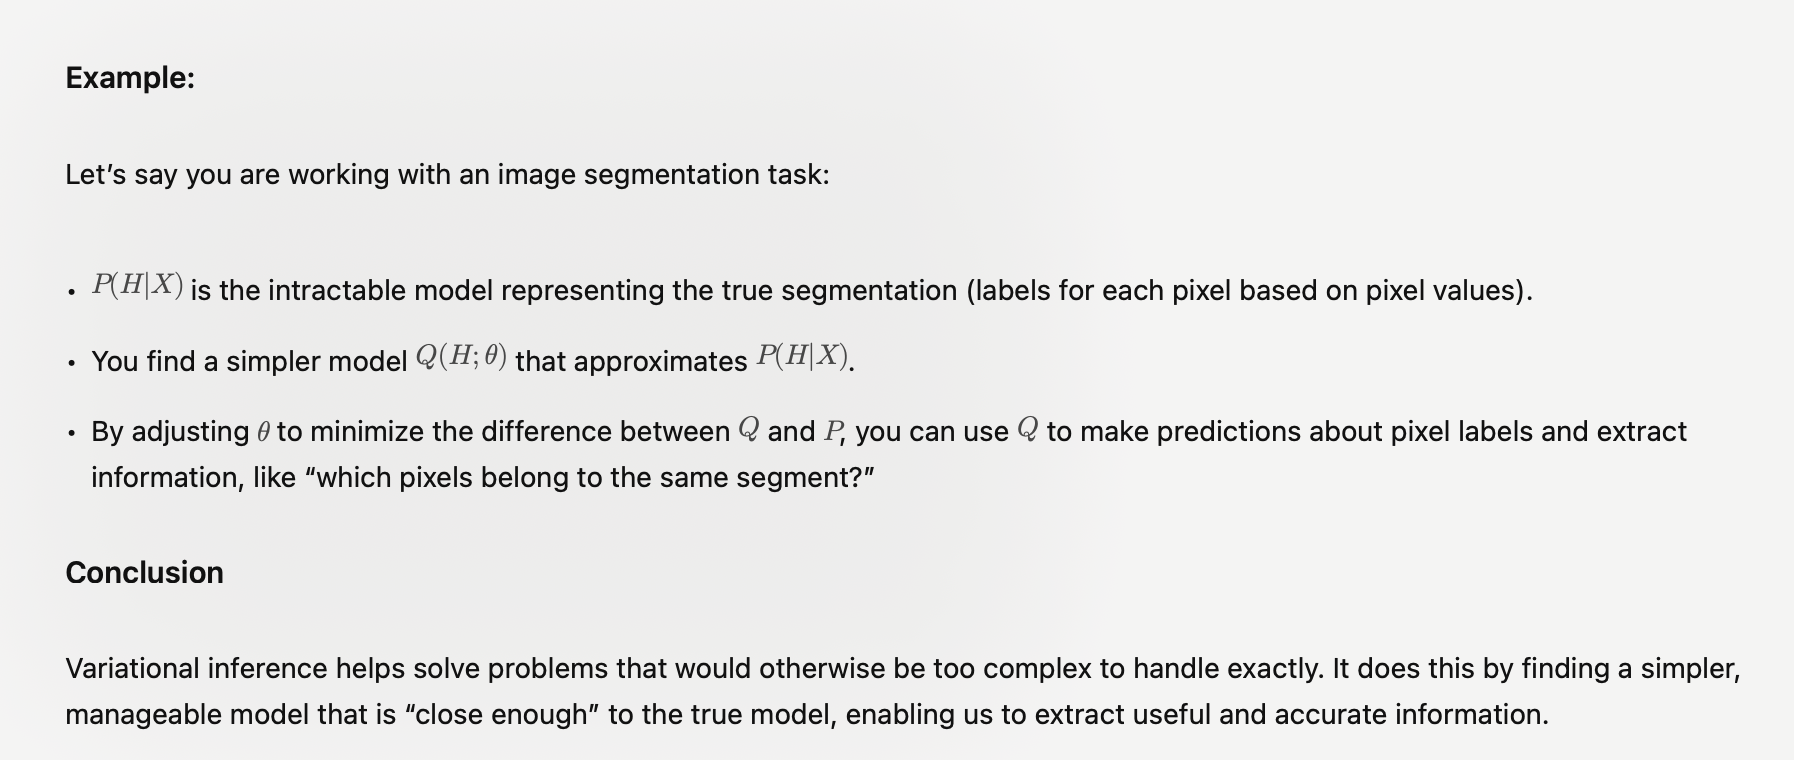 Example:
Let’s say you are working with an image segmentation task:
• P(H|X) is the intractable model representing the true segmentation (labels for each pixel based on pixel values).
• You find a simpler model Q(H; θ) that approximates P(H|X).
• By adjusting θ to minimize the difference between Q and P, you can use Q to make predictions about pixel labels and extract
information, like “which pixels belong to the same segment?”
Conclusion
Variational inference helps solve problems that would otherwise be too complex to handle exactly. It does this by finding a simpler,
manageable model that is “close enough” to the true model, enabling us to extract useful and accurate information.